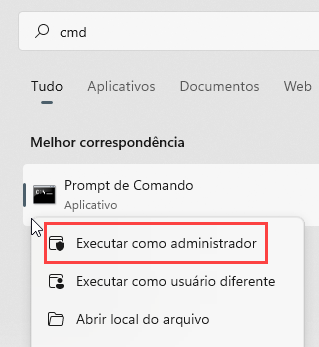 cmd
Tudo Aplicativos Documentos Web
Melhor correspondência
Prompt de Comando
Aplicativo
Executar como administrador
Executar como usuário diferente
Abrir local do arquivo